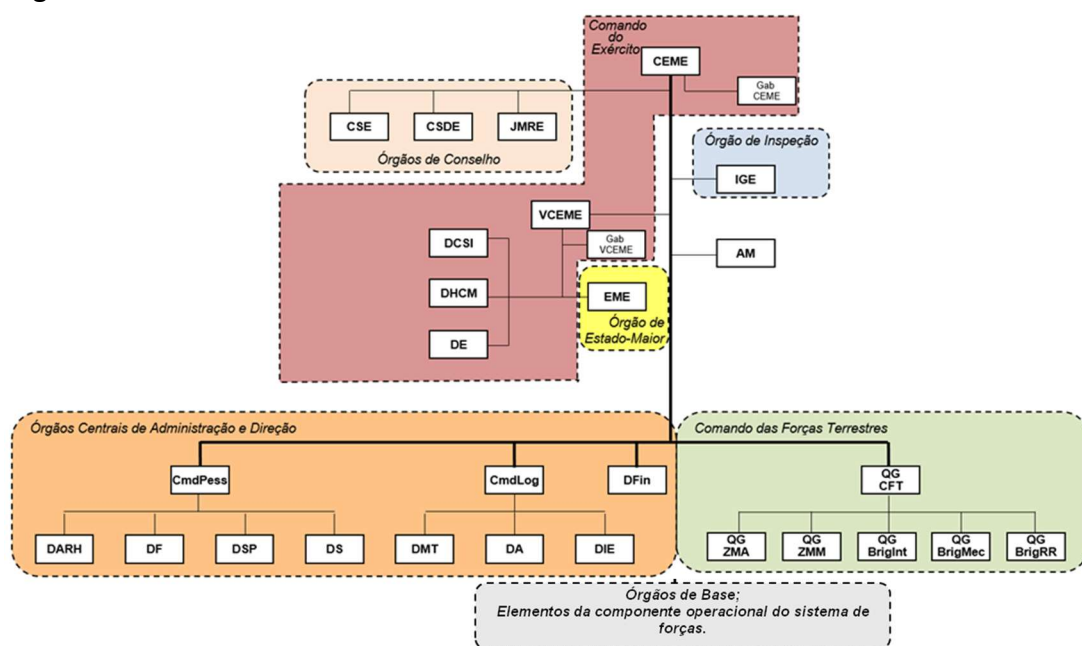 Comando
do
Exército
CEME
Gab
CEME
CSE
CSDE
JMRE
Órgãos de Conselho
Órgão de Inspeção
IGE
VCEME
Gab
VCEME
DCSI
AM
DHCM
EME
Órgão de
Estado-Maior
DE
Órgãos Centrais de Administração e Direção
Comando das Forças Terrestres
CmdPess
CmdLog
DFin
QG
CFT
DARH
DF
DSP
DS
DMT
DA
DIE
QG
ZMA
QG
ZMM
QG
BrigInt
QG
BrigMec
QG
BrigRR
Órgãos de Base;
Elementos da componente operacional do sistema de
forças.